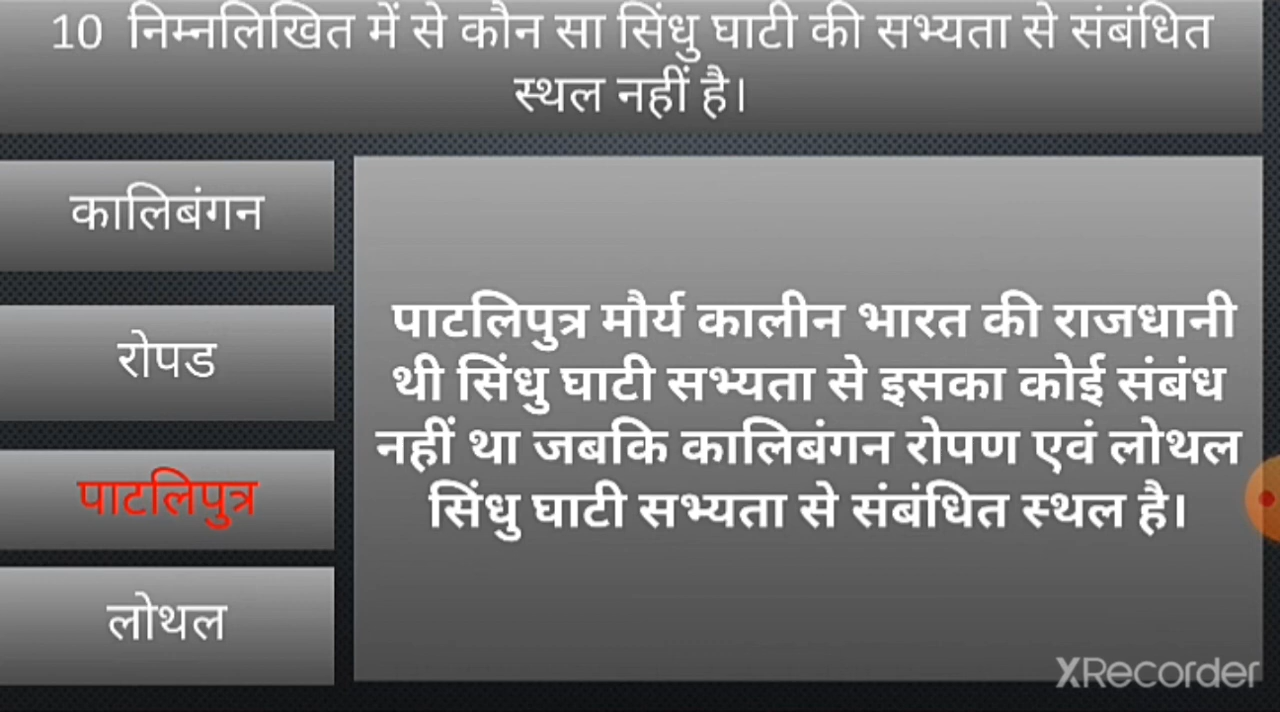 10 निम्नलिखित में से कौन सा सिंधु घाटी की सभ्यता से संबंधित
स्थल नहीं है।
कालिबंगन
रोपड
पाटलिपुत्र
लोथल
पाटलिपुत्र मौर्य कालीन भारत की राजधानी
थी सिंधु घाटी सभ्यता से इसका कोई संबंध
नहीं था जबकि कालिबंगन रोपण एवं लोथल
सिंधु घाटी सभ्यता से संबंधित स्थल है।
XRecorder